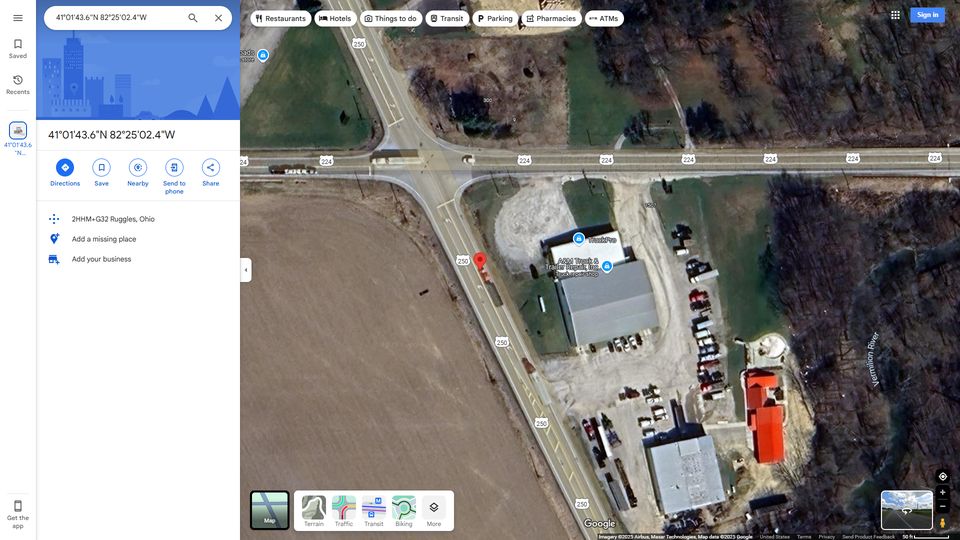 41°01'43.6"N 82°25'02.4"W
Restaurants
Hotels
Things to do
Transit
Parking
Pharmacies
ATMs
Sign in
Saved
Recents
41°01'43.6
"N...
41°01'43.6"N 82°25'02.4"W
Directions
Save
Nearby
Send to
phone
Share
2HHM+G32 Ruggles, Ohio
Add a missing place
Add your business
Get the
app
250
300
224
224
224
224
224
224
224
224
TruckPro
250
A&M Truck &
Trailer Repair, Inc.
Truck repair shop
250
250
250
Vermilion River
Map
Terrain
Traffic
Transit
Biking
More
Google
Imagery ©2025 Airbus, Maxar Technologies, Map data ©2025 Google
United States
Terms
Privacy
Send Product Feedback
50 ft